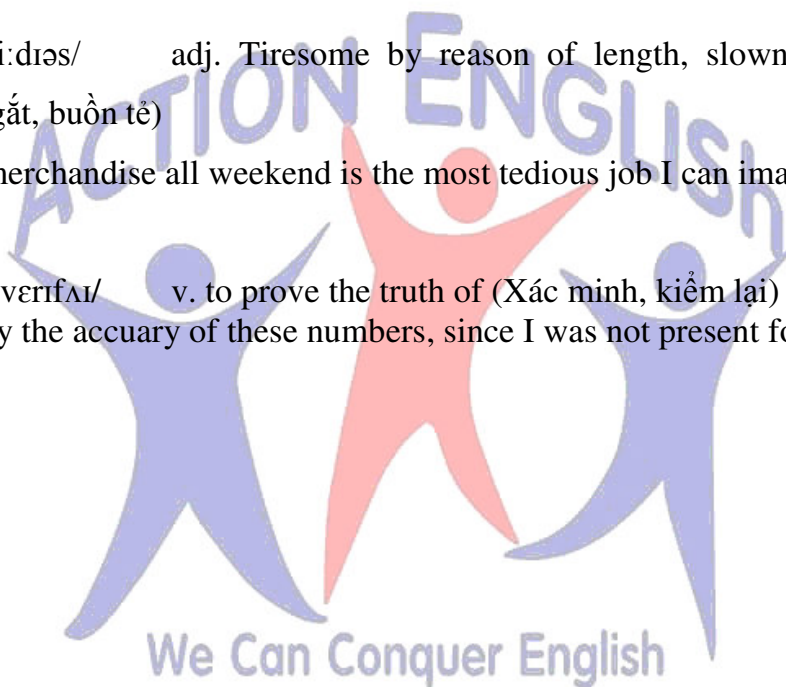 i:dɪəs/ adj. Tiresome by reason of length, slown
gắt, buồn tẻ)
nerchandise all weekend is the most tedious job I can ima
vɛrɪfʌɪ/ v. to prove the truth of (Xác minh, kiểm lại)
y the accuary of these numbers, since I was not present fo
ACTION ENGLISh
We Can Conquer English